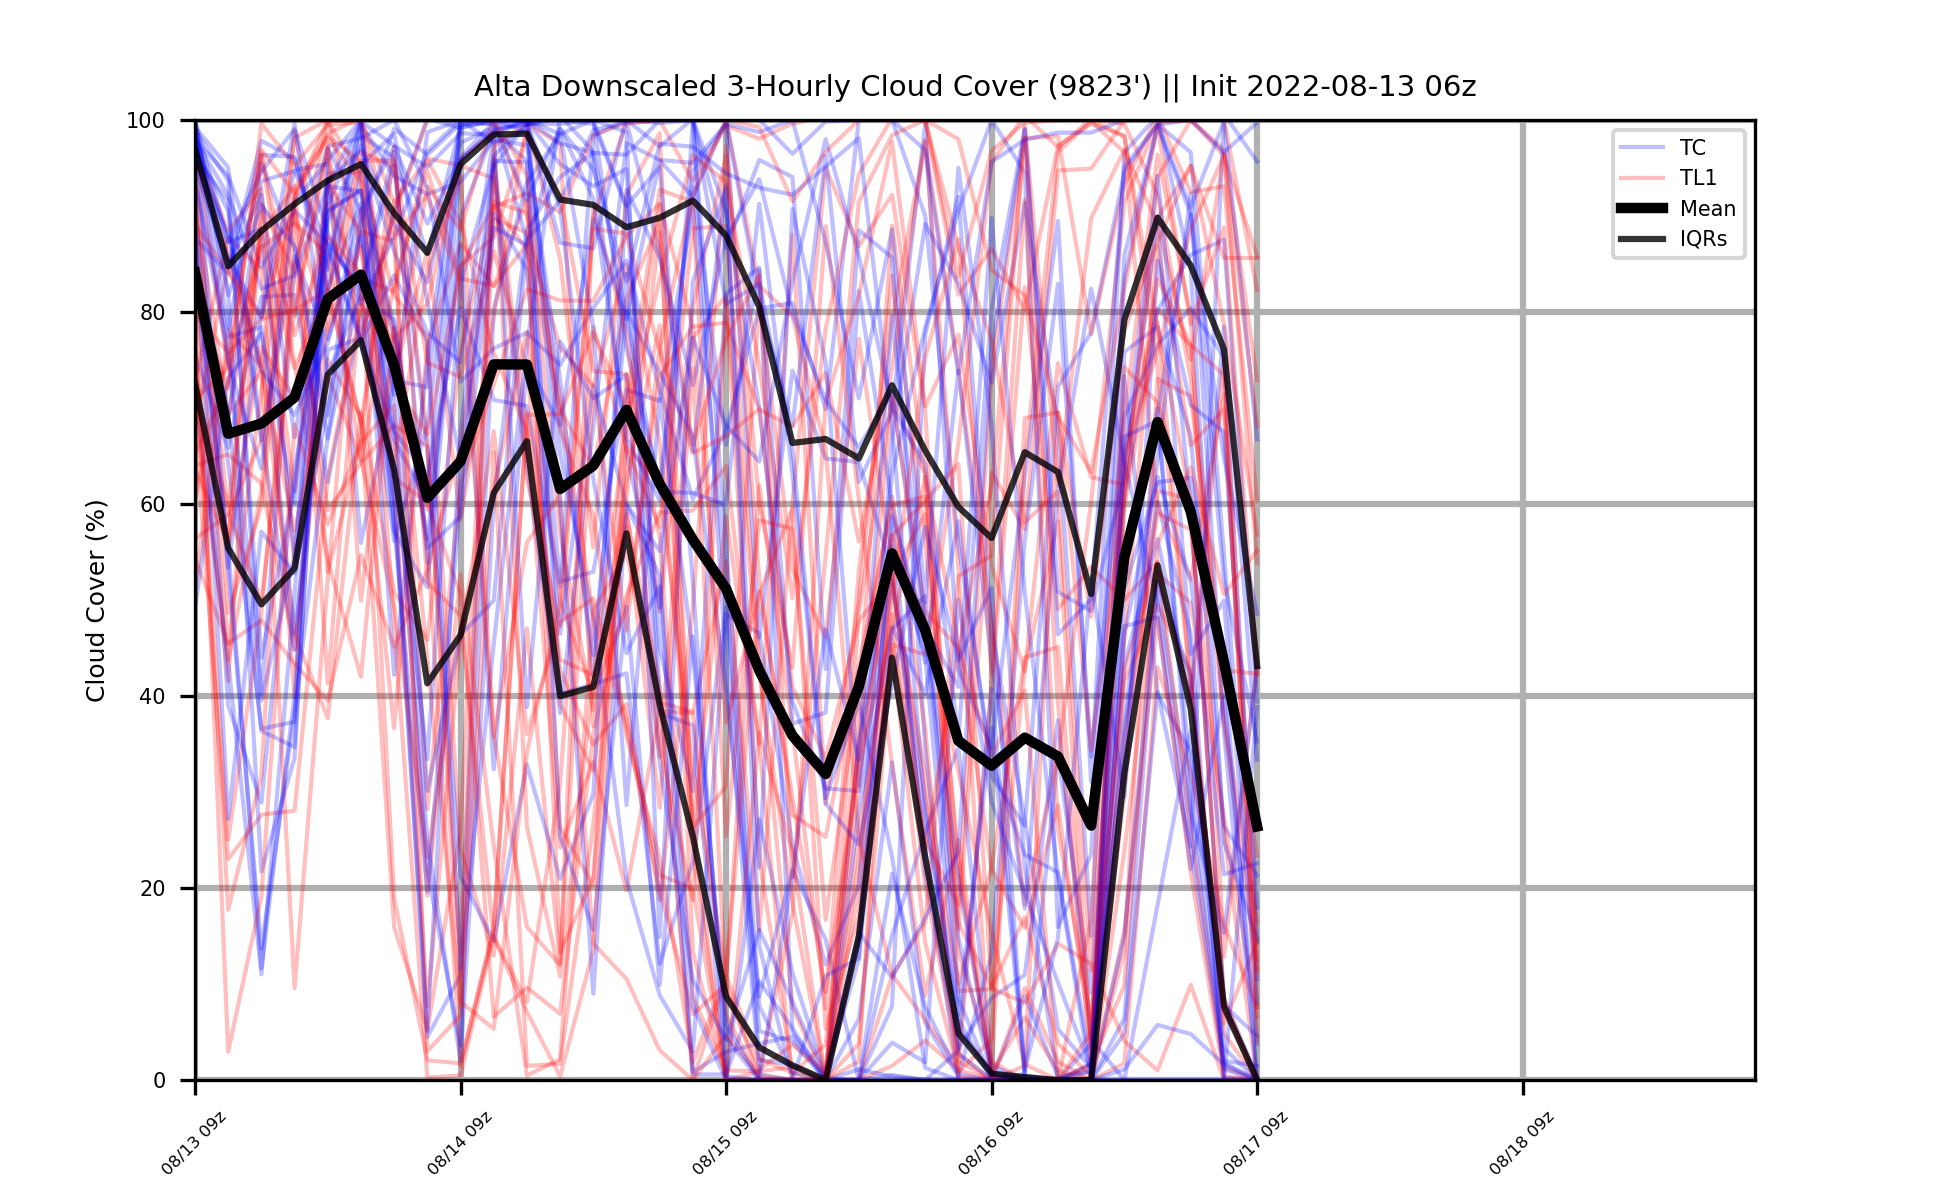 Alta Downscaled 3-Hourly Cloud Cover (9823') || Init 2022-08-13 06z
Cloud Cover (%)
100
80
60
40
20
0
TC
TL1
Mean
IQRs
08/13 09z
08/14 09z
08/15 09z
08/16 09z
08/17 09z
08/18 09z